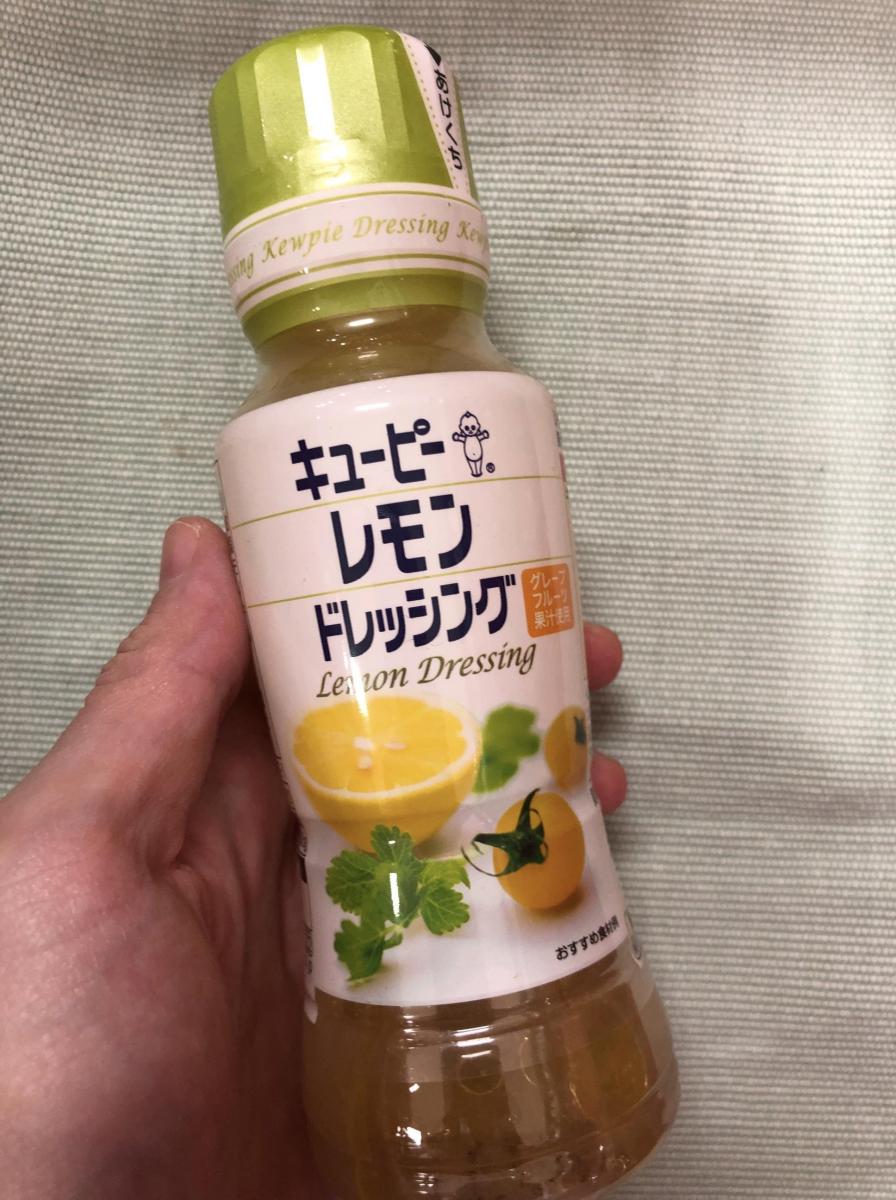 あけくち
Kewpie Dressing
キューピー
レモン
ドレッシング
グレープ
フルーツ
果汁使用
Lemon Dressing
おすすめ食材例